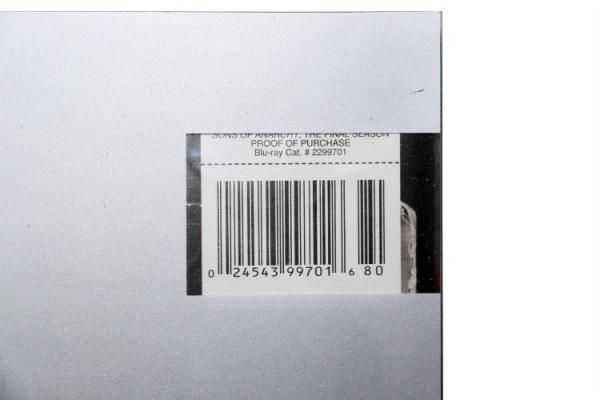 SONS OF ANARCHY, THE FINAL SEASON
PROOF OF PURCHASE
Blu-ray Cat. # 2299701
0 24543 99701 6 80